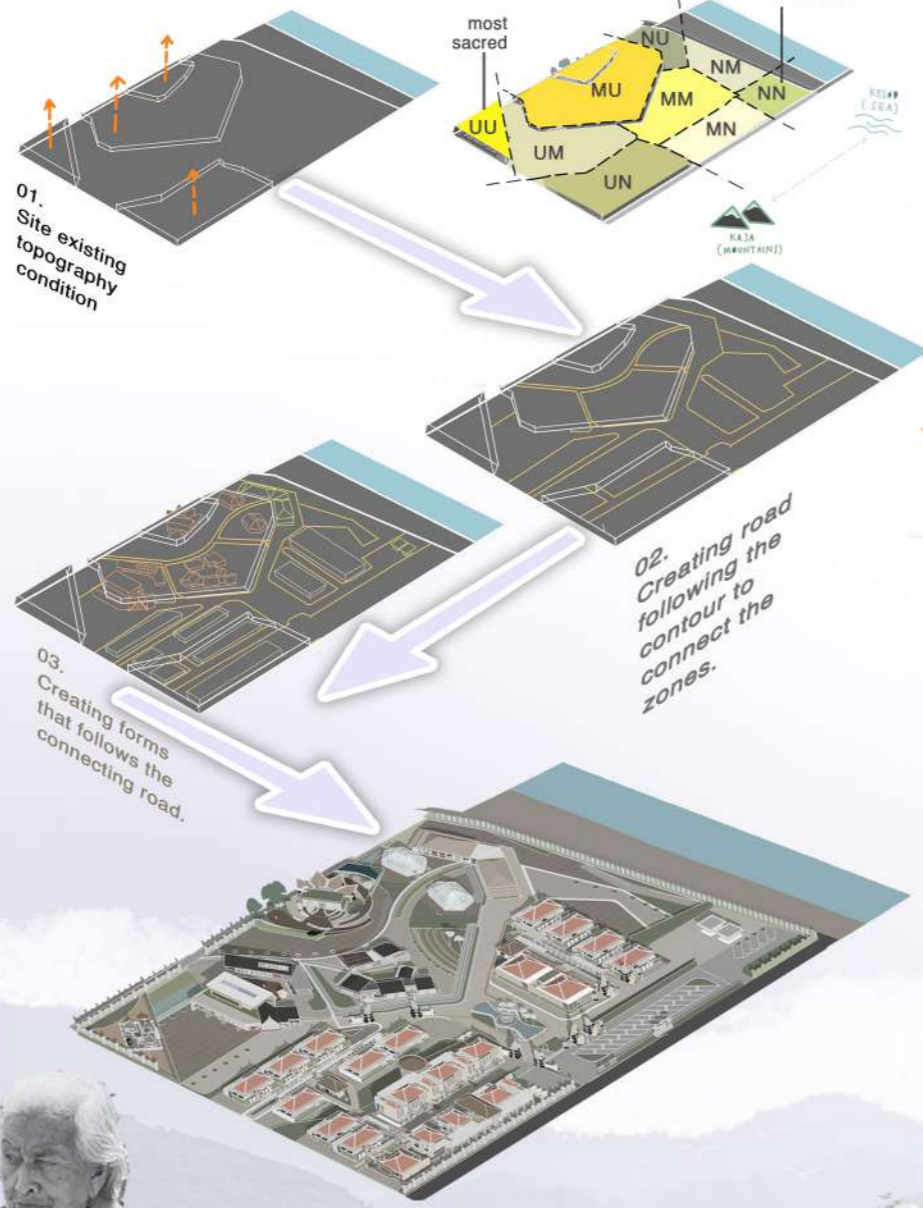 most
sacred
NU
NM
MU
NN
MM
UU
MN
UM
UN
KELOD
(SEA)
KAJA
(MOUNTAINS)
01.
Site existing
topography
condition
02.
Creating road
following the
contour to
connect the
zones.
03.
Creating forms
that follows the
connecting road.